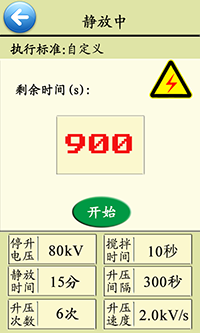 静放中
执行标准:自定义
剩余时间(s):
900
开始
停升电压 80kV 搅拌时间 10秒
静放时间 15分 升压间隔 300秒
升压次数 6次 升压速度 2.0kV/s